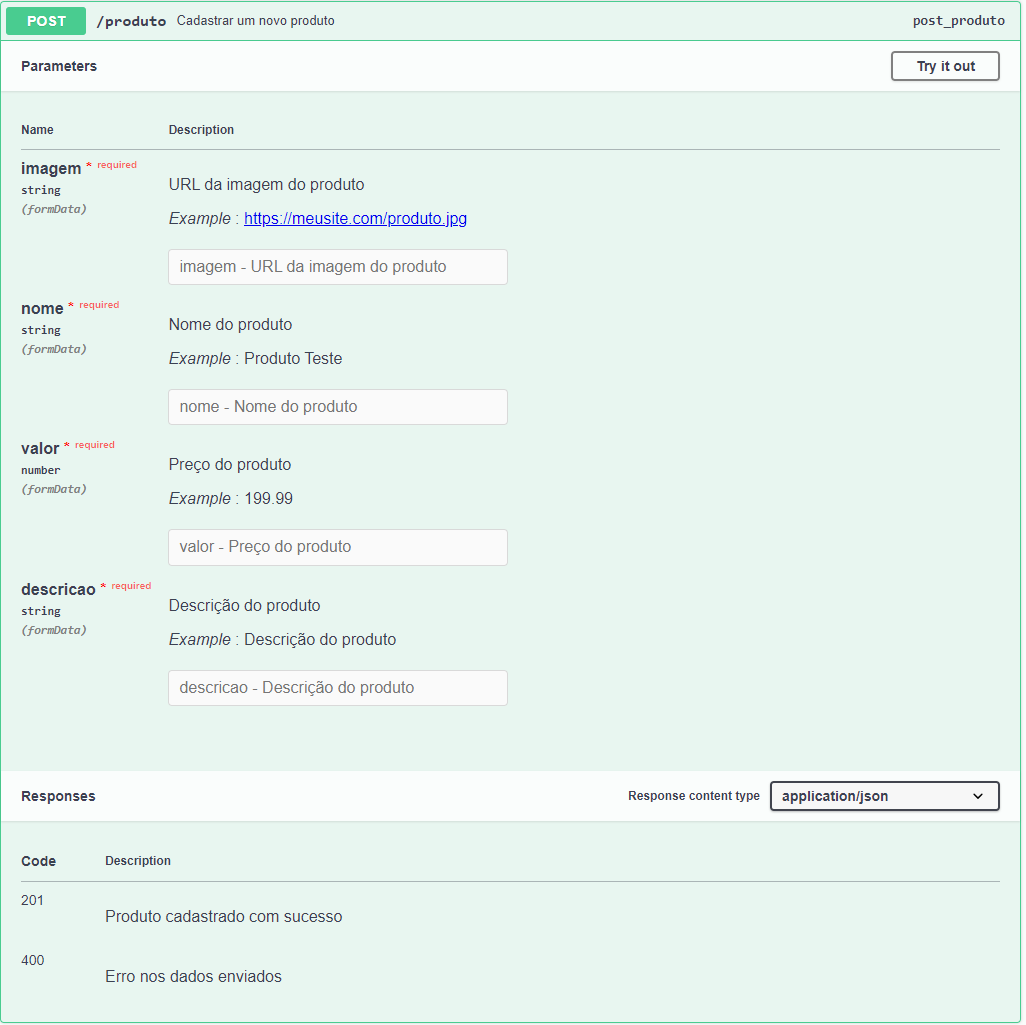 POST /produto Cadastrar um novo produto post_produto
Parameters Try it out
Name Description
imagem * required
string
(formData)
URL da imagem do produto
Example : https://meusite.com/produto.jpg
imagem - URL da imagem do produto
nome * required
string
(formData)
Nome do produto
Example : Produto Teste
nome - Nome do produto
valor * required
number
(formData)
Preço do produto
Example : 199.99
valor - Preço do produto
descricao * required
string
(formData)
Descrição do produto
Example : Descrição do produto
descricao - Descrição do produto
Responses Response content type application/json
Code Description
201
Produto cadastrado com sucesso
400
Erro nos dados enviados